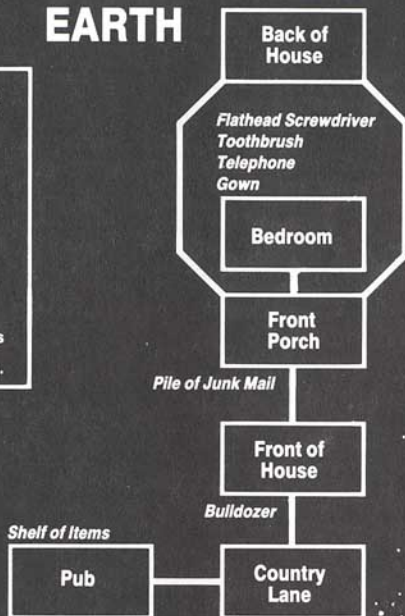 EARTH
Back of
House
Flathead Screwdriver
Toothbrush
Telephone
Gown
Bedroom
Front
Porch
s
.
Pile of Junk Mail
Front of
House
Bulldozer
Shelf of Items
Pub
Country
Lane